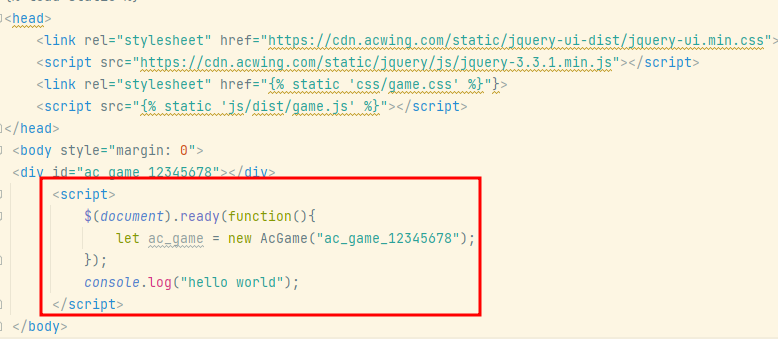 <head>
<link rel="stylesheet" href="https://cdn.acwing.com/static/jquery-ui-dist/jquery-ui.min.css">
<script src="https://cdn.acwing.com/static/jquery/js/jquery-3.3.1.min.js"></script>
<link rel="stylesheet" href="{% static 'css/game.css' %}"}>
<script src="{% static 'js/dist/game.js' %}"></script>
</head>
<body style="margin: 0">
<div id="ac_game_12345678"></div>
<script>
$(document).ready(function(){
let ac_game = new AcGame("ac_game_12345678");
});
console.log("hello world");
</script>
</body>